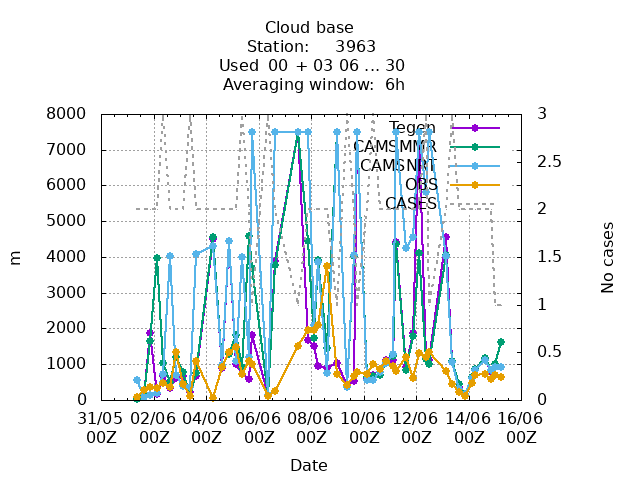 Cloud base
Station: 3963
Used 00 + 03 06 ... 30
Averaging window: 6h
8000
7000
6000
5000
4000
3000
2000
1000
0
3
2.5
2
1.5
1
0.5
0
Tegen
CAMSMMR
CAMSNRT
OBS
CASES
m
No cases
31/05 02/06 04/06 06/06 08/06 10/06 12/06 14/06 16/06
00Z 00Z 00Z 00Z 00Z 00Z 00Z 00Z 00Z
Date